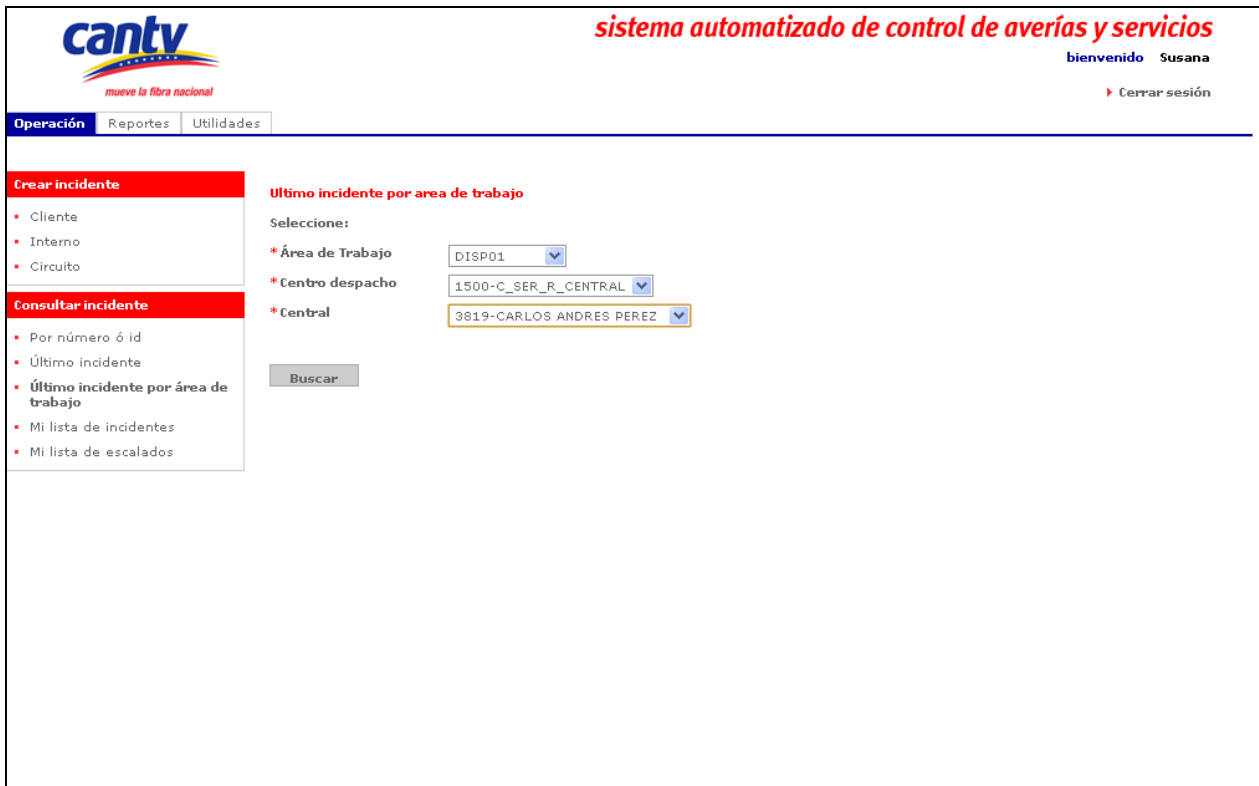 cantv
mueve la fibra nacional
sistema automatizado de control de averías y servicios
bienvenido Susana
Cerrar sesión
Operación Reportes Utilidades
Crear incidente
Cliente
Interno
Circuito
Consultar incidente
Por número ó id
Último incidente
Último incidente por área de
trabajo
Mi lista de incidentes
Mi lista de escalados
Ultimo incidente por area de trabajo
Seleccione:
*Área de Trabajo DISP01
*Centro despacho 1500-C_SER_R_CENTRAL
*Central 3819-CARLOS ANDRES PEREZ
Buscar